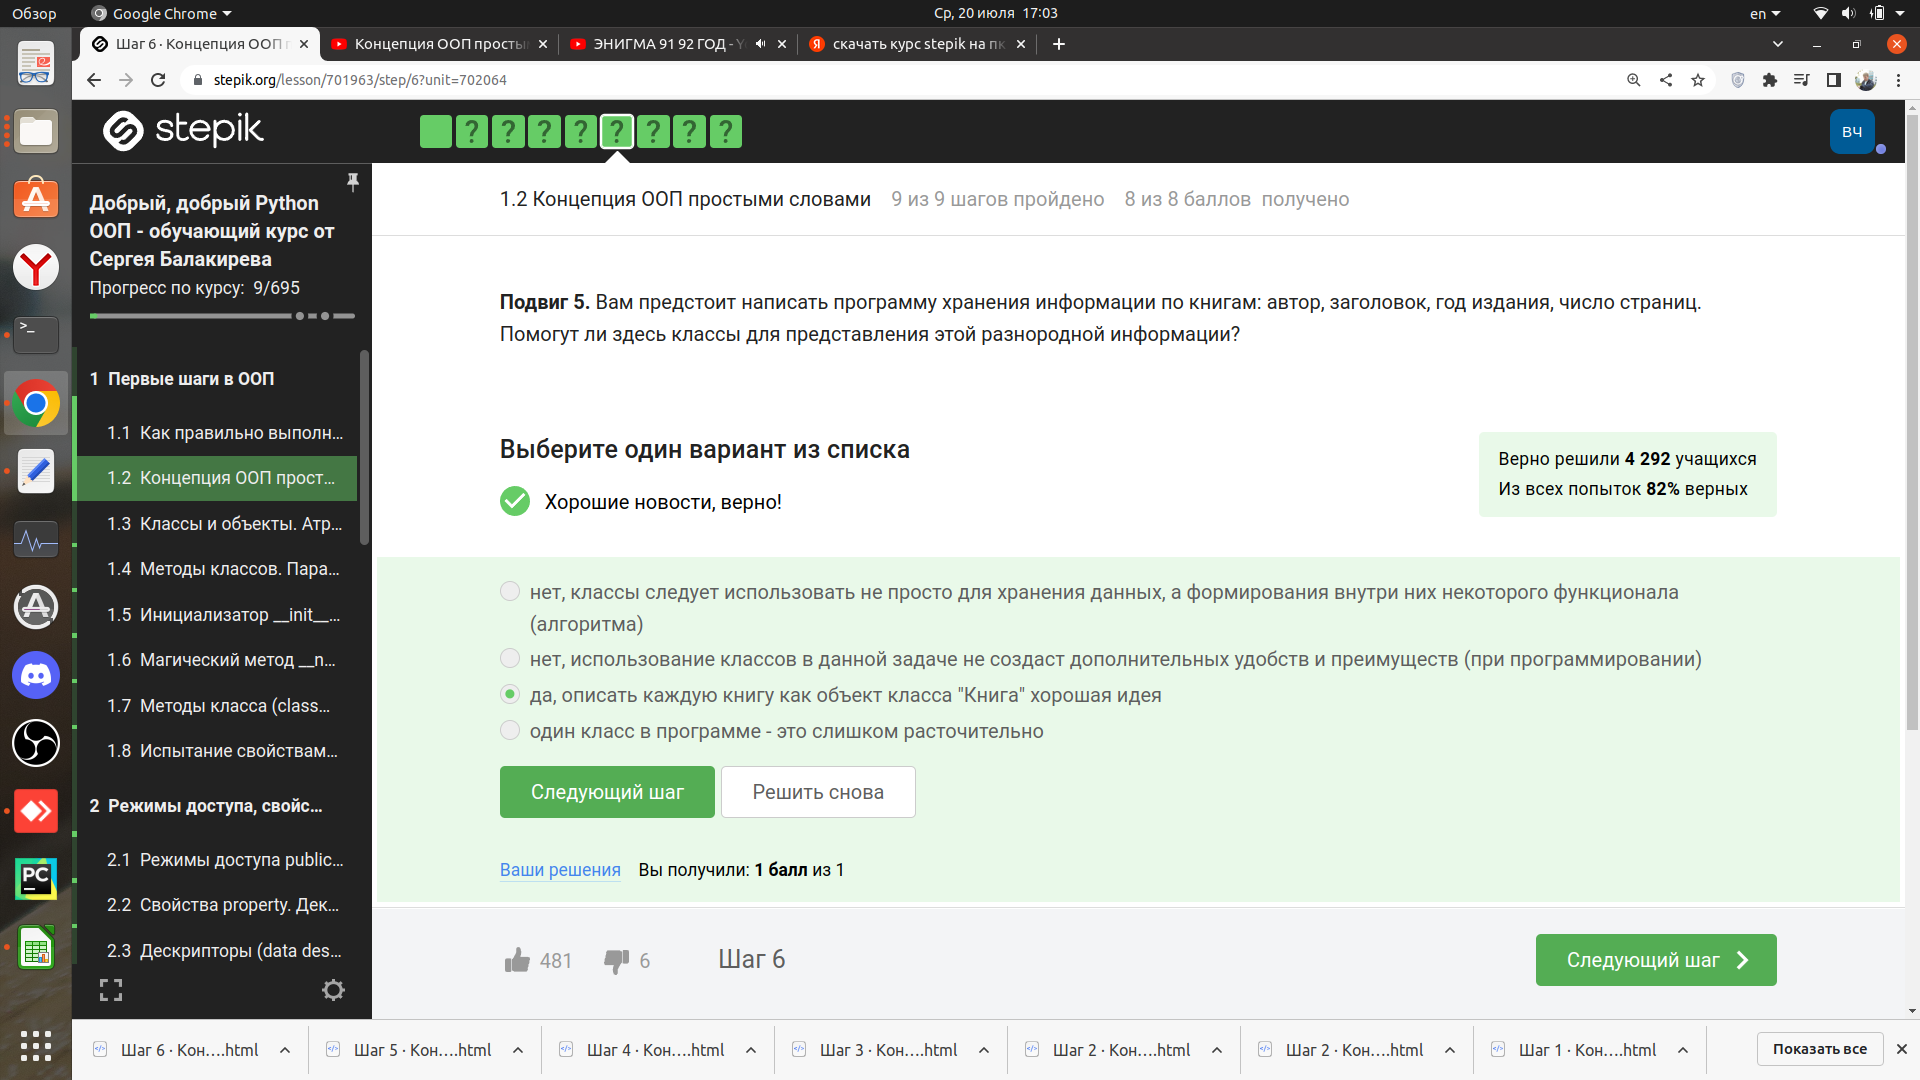 Обзор
Google Chrome
Ср, 20 июля 17:03
en
Шаг 6 · Концепция ООП п
Концепция ООП просты
ЭНИГМА 91 92 ГОД - Y
скачать курс stepik на пк
stepik.org/lesson/701963/step/6?unit=702064
stepik
? ? ? ? ? ? ? ?
ВЧ
Добрый, добрый Python
ООП - обучающий курс от
Сергея Балакирева
Прогресс по курсу: 9/695
1 Первые шаги в ООП
1.1 Как правильно выполн...
1.2 Концепция ООП прост...
1.3 Классы и объекты. Атр...
1.4 Методы классов. Пара...
1.5 Инициализатор __init__...
1.6 Магический метод __n...
1.7 Методы класса (class...
1.8 Испытание свойствам...
2 Режимы доступа, свойс...
2.1 Режимы доступа public...
2.2 Свойства property. Дек...
2.3 Дескрипторы (data des...
1.2 Концепция ООП простыми словами 9 из 9 шагов пройдено 8 из 8 баллов получено
Подвиг 5. Вам предстоит написать программу хранения информации по книгам: автор, заголовок, год издания, число страниц.
Помогут ли здесь классы для представления этой разнородной информации?
Выберите один вариант из списка
Хорошие новости, верно!
Верно решили 4 292 учащихся
Из всех попыток 82% верных
нет, классы следует использовать не просто для хранения данных, а формирования внутри них некоторого функционала
(алгоритма)
нет, использование классов в данной задаче не создаст дополнительных удобств и преимуществ (при программировании)
да, описать каждую книгу как объект класса "Книга" хорошая идея
один класс в программе - это слишком расточительно
Следующий шаг
Решить снова
Ваши решения Вы получили: 1 балл из 1
481
6
Шаг 6
Следующий шаг
PC
Шаг 6 · Кон....html
Шаг 5 · Кон....html
Шаг 4 · Кон....html
Шаг 3 · Кон....html
Шаг 2 · Кон....html
Шаг 2 · Кон....html
Шаг 1 · Кон....html
Показать все